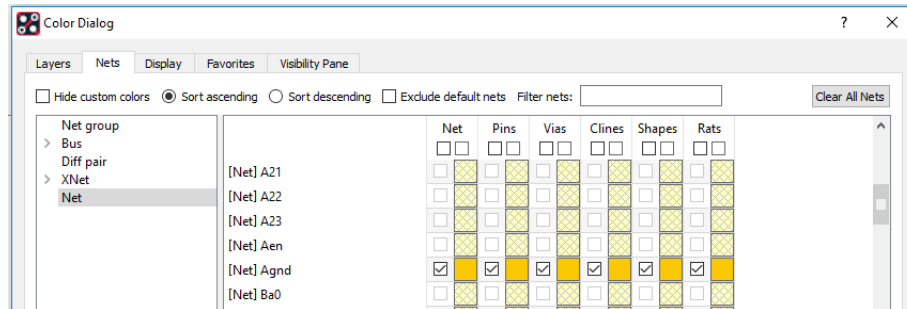 Color Dialog ?
Layers Nets Display Favorites Visibility Pane
Hide custom colors Sort ascending Sort descending Exclude default nets Filter nets: Clear All Nets
Net group
Bus
Diff pair
XNet
Net
Net Pins Vias Clines Shapes Rats
[Net] A21
[Net] A22
[Net] A23
[Net] Aen
[Net] Agnd
[Net] Ba0